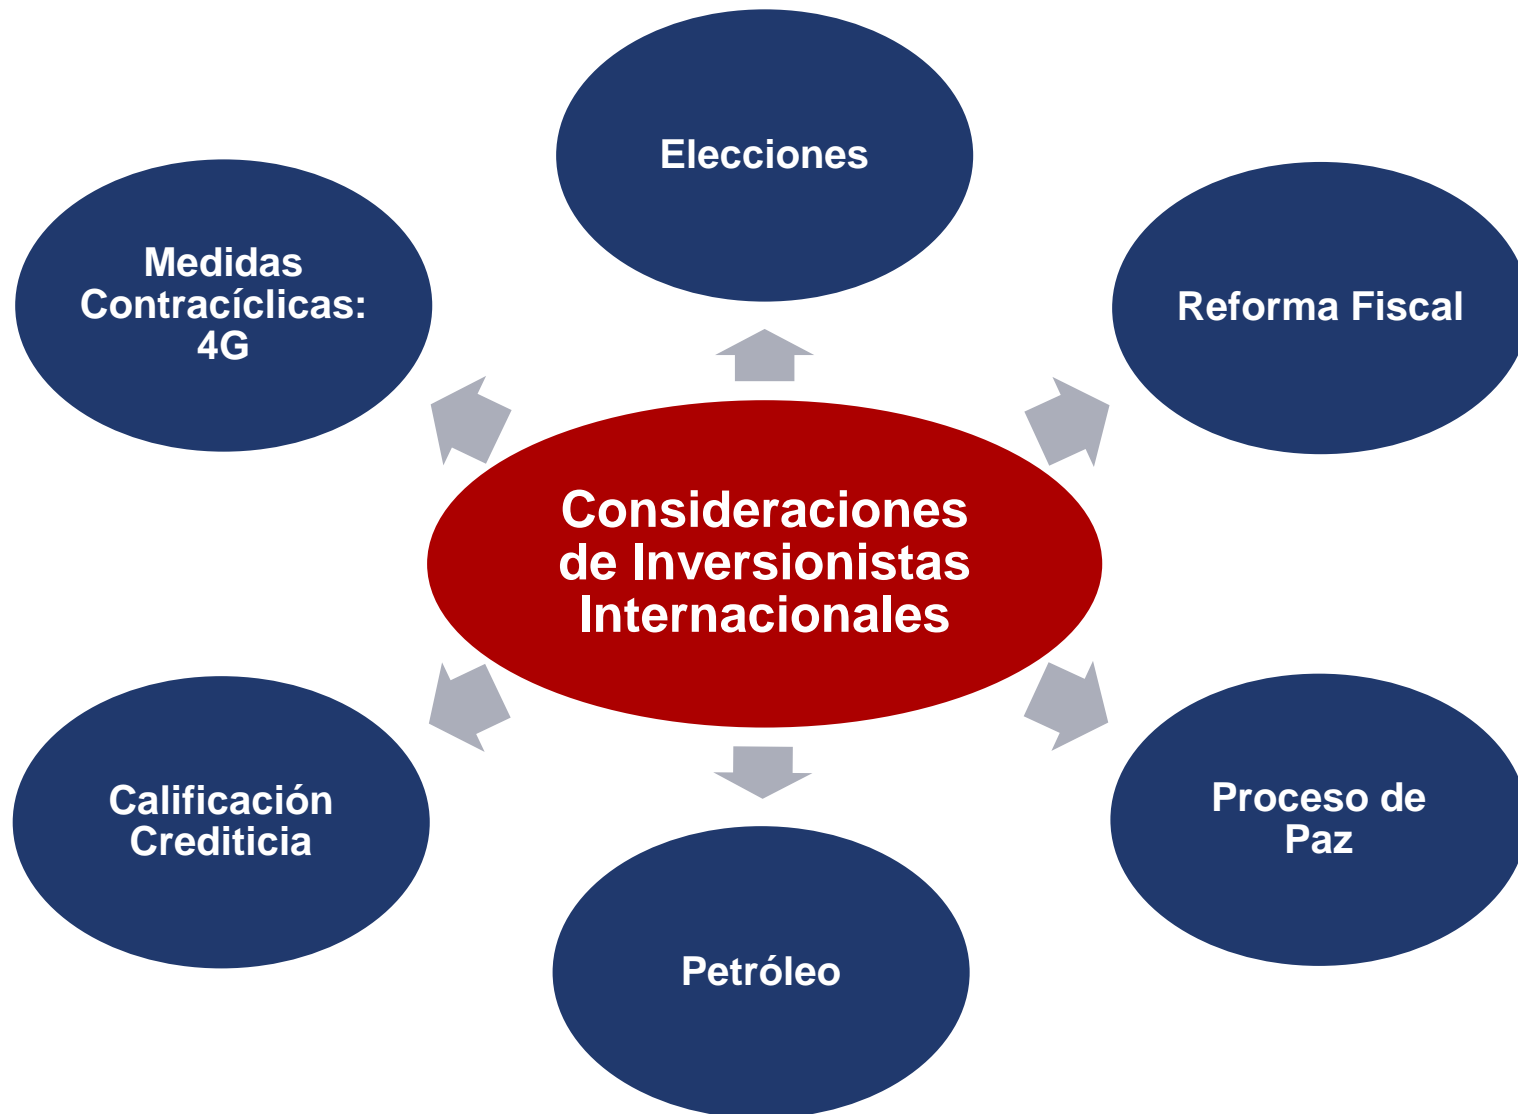 Elecciones
Medidas
Contracíclicas:
4G
Reforma Fiscal
Consideraciones
de Inversionistas
Internacionales
Calificación
Crediticia
Proceso de
Paz
Petróleo